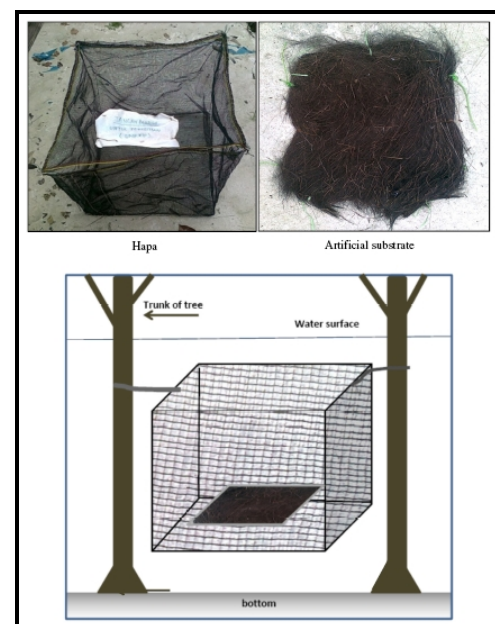 Hapa
Artificial substrate
Trunk of tree
Water surface
bottom